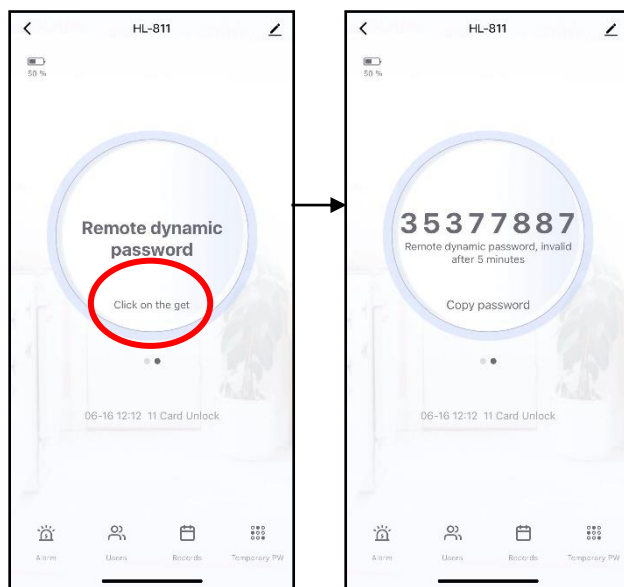 HL-811
50 %
Remote dynamic
password
Click on the get
06-16 12:12 11 Card Unlock
Alarm Users Records Temporary PW
HL-811
50 %
35377887
Remote dynamic password, invalid
after 5 minutes
Copy password
06-16 12:12 11 Card Unlock
Alarm Users Records Temporary PW